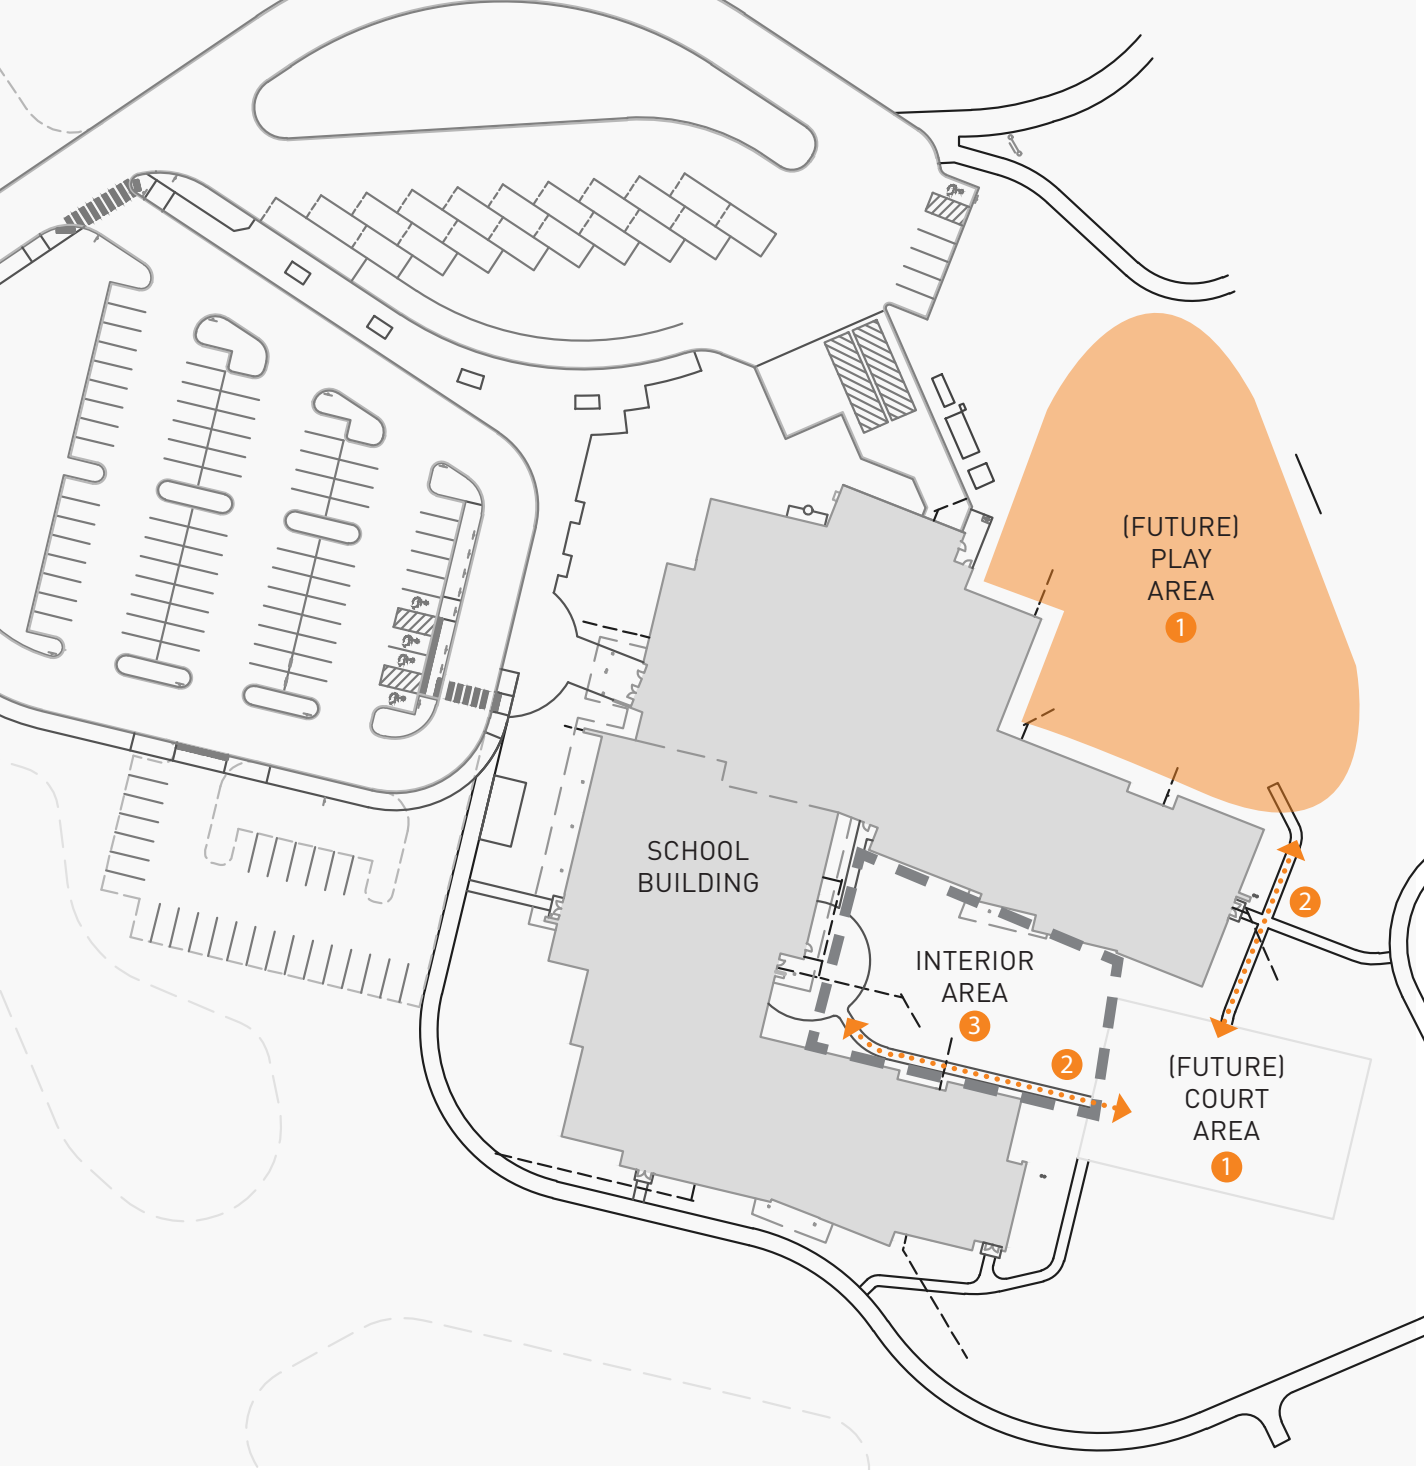 (FUTURE)
PLAY
AREA
1
SCHOOL
BUILDING
2
INTERIOR
AREA
3
2
(FUTURE)
COURT
AREA
1